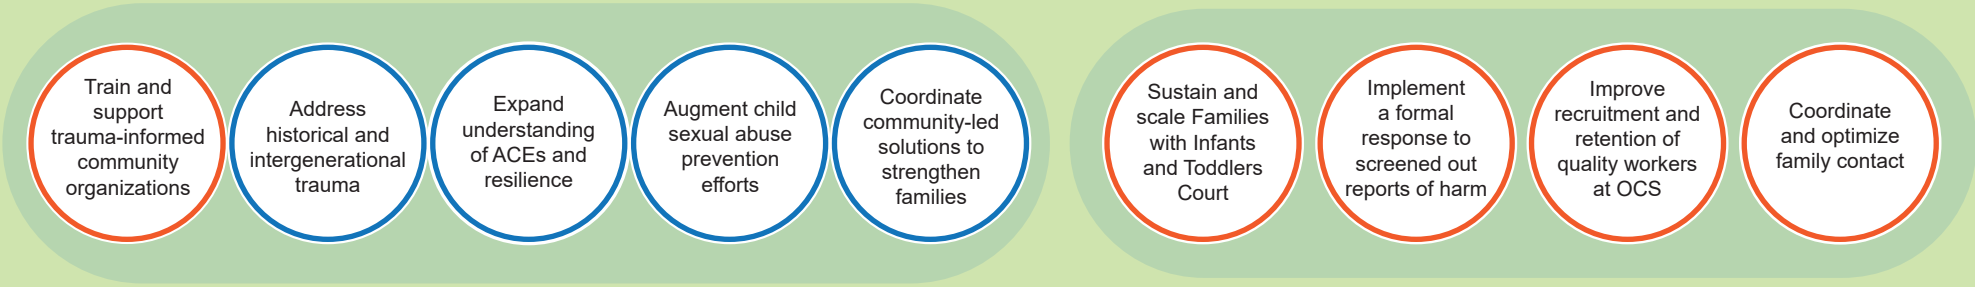 Train and
support
trauma-informed
community
organizations
Address
historical and
intergenerational
trauma
Expand
understanding
of ACEs and
resilience
Augment child
sexual abuse
prevention
efforts
Coordinate
community-led
solutions to
strengthen
families
Sustain and
scale Families
with Infants
and Toddlers
Court
Implement
a formal
response to
screened out
reports of harm
Improve
recruitment and
retention of
quality workers
at OCS
Coordinate
and optimize
family contact